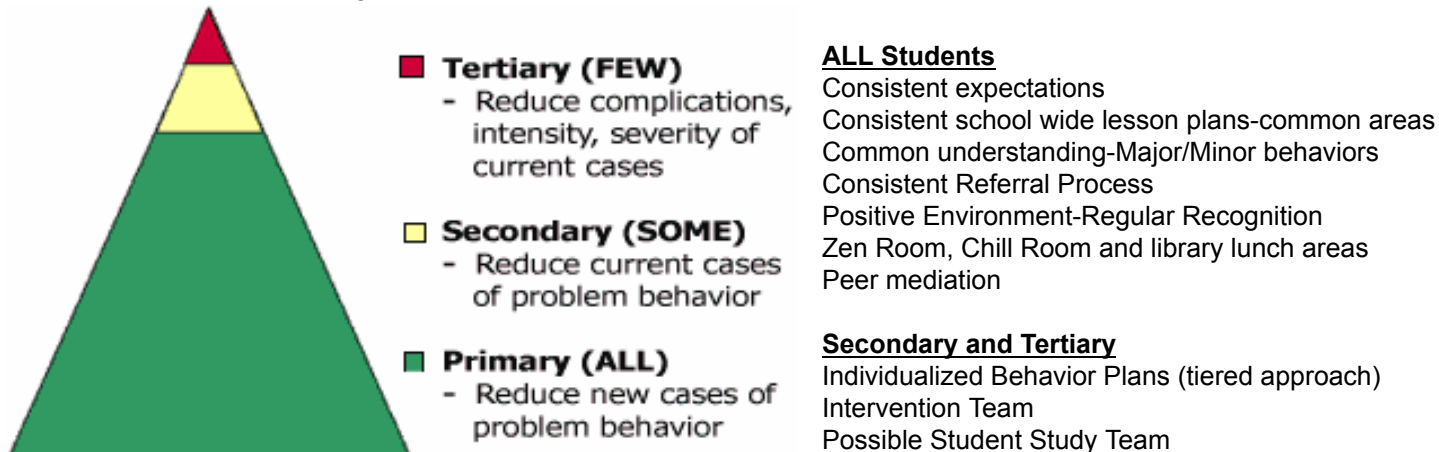 Tertiary (FEW)
- Reduce complications,
intensity, severity of
current cases
Secondary (SOME)
- Reduce current cases
of problem behavior
Primary (ALL)
- Reduce new cases of
problem behavior
ALL Students
Consistent expectations
Consistent school wide lesson plans-common areas
Common understanding-Major/Minor behaviors
Consistent Referral Process
Positive Environment-Regular Recognition
Zen Room, Chill Room and library lunch areas
Peer mediation
Secondary and Tertiary
Individualized Behavior Plans (tiered approach)
Intervention Team
Possible Student Study Team